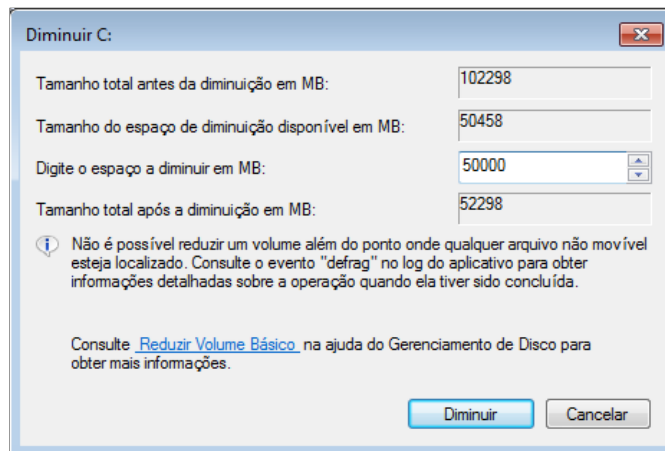 Diminuir C:
Tamanho total antes da diminuição em MB: 102298
Tamanho do espaço de diminuição disponível em MB: 50458
Digite o espaço a diminuir em MB: 50000
Tamanho total após a diminuição em MB: 52298
Não é possível reduzir um volume além do ponto onde qualquer arquivo não movível
esteja localizado. Consulte o evento "defrag" no log do aplicativo para obter
informações detalhadas sobre a operação quando ela tiver sido concluída.
Consulte Reduzir Volume Básico na ajuda do Gerenciamento de Disco para
obter mais informações.
Diminuir Cancelar